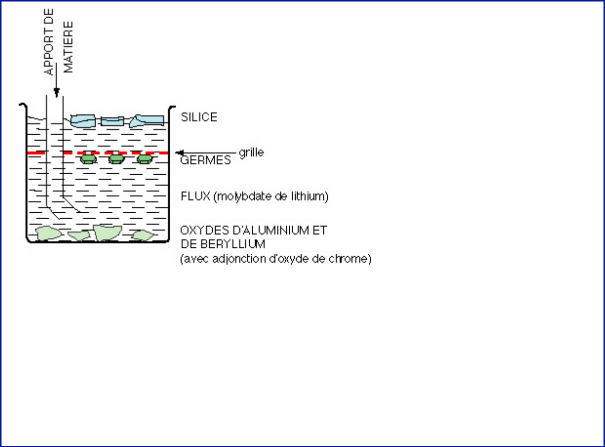 APPORT DE
MATIERE
SILICE
grille
GERMES
FLUX (molybdate de lithium)
OXYDES D'ALUMINIUM ET
DE BERYLLIUM
(avec adjonction d'oxyde de chrome)